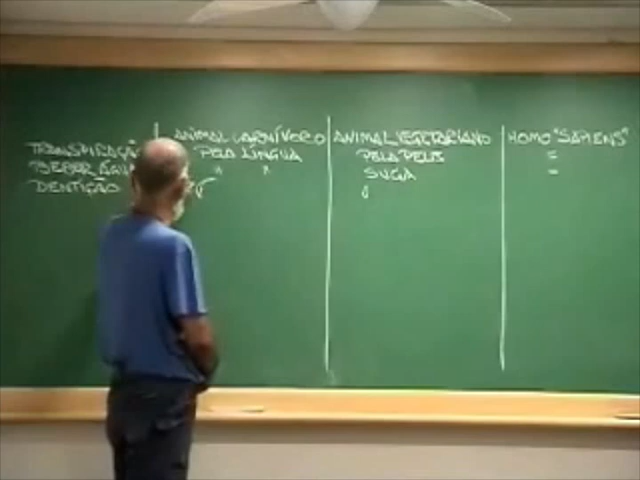 ANIMAL CARNÍVORO ANIMAL VEGETARIANO HOMO "SAPIENS"
TRANSPIRAÇÃO PELA LÍNGUA PELA PELE =
BEBER ÁGUA " " SUGA =
DENTIÇÃO